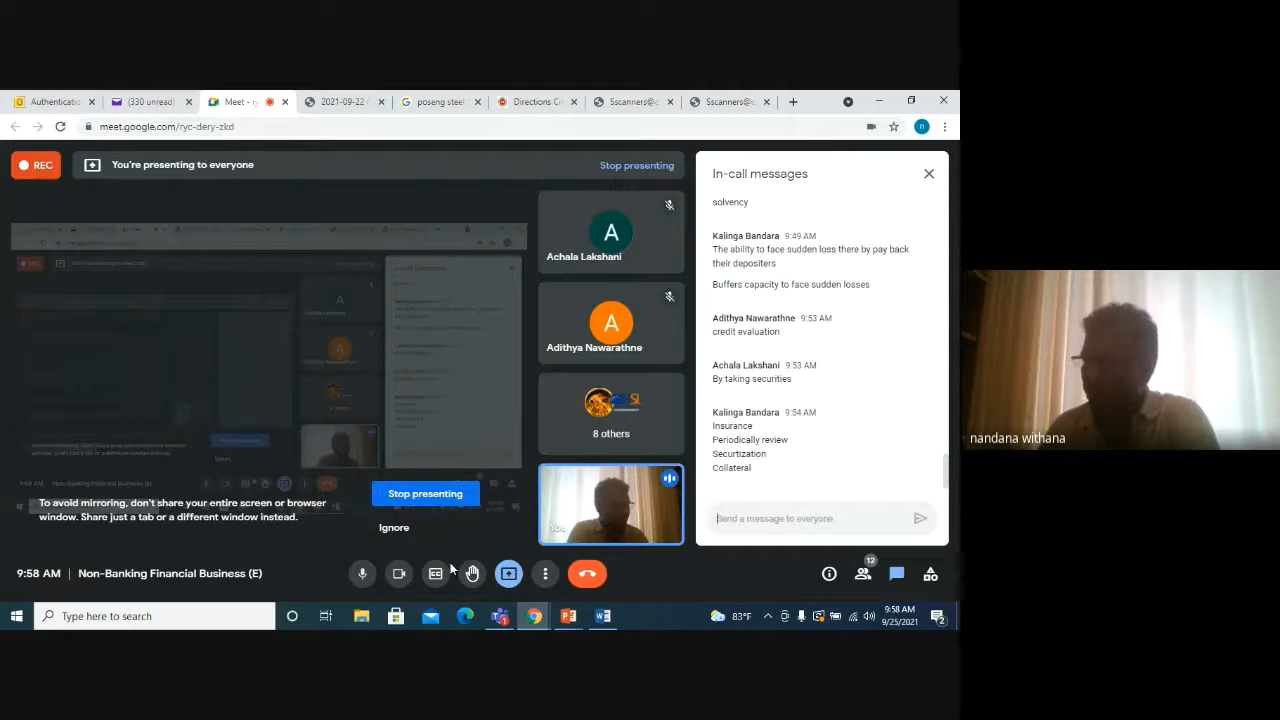 Authenticatio
(330 unread)
Meet - ry
2021-09-22
poseng steel
Directions Ci
Sscanners@c
Sscanners@c
meet.google.com/ryc-dery-zkd
n
REC
You're presenting to everyone
Stop presenting
A
Achala Lakshani
A
Adithya Nawarathne
8 others
To avoid mirroring, don't share your entire screen or browser
window. Share just a tab or a different window instead.
Stop presenting
Ignore
In-call messages
solvency
Kalinga Bandara 9:49 AM
The ability to face sudden loss there by pay back
their depositers
Buffers capacity to face sudden losses
Adithya Nawarathne 9:53 AM
credit evaluation
Achala Lakshani 9:53 AM
By taking securities
Kalinga Bandara 9:54 AM
Insurance
Periodically review
Securtization
Collateral
Send a message to everyone
9:58 AM | Non-Banking Financial Business (E)
12
Type here to search
83°F
9:58 AM
9/25/2021
2
nandana withana